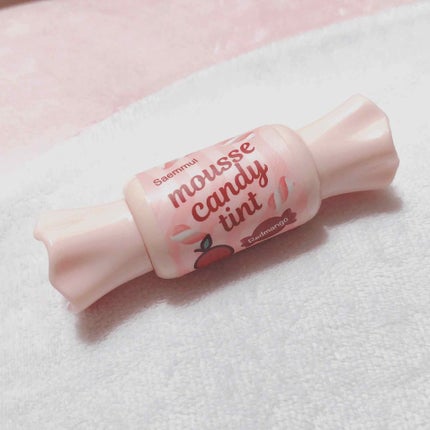 Saemmul
mousse
candy
tint
Redmango